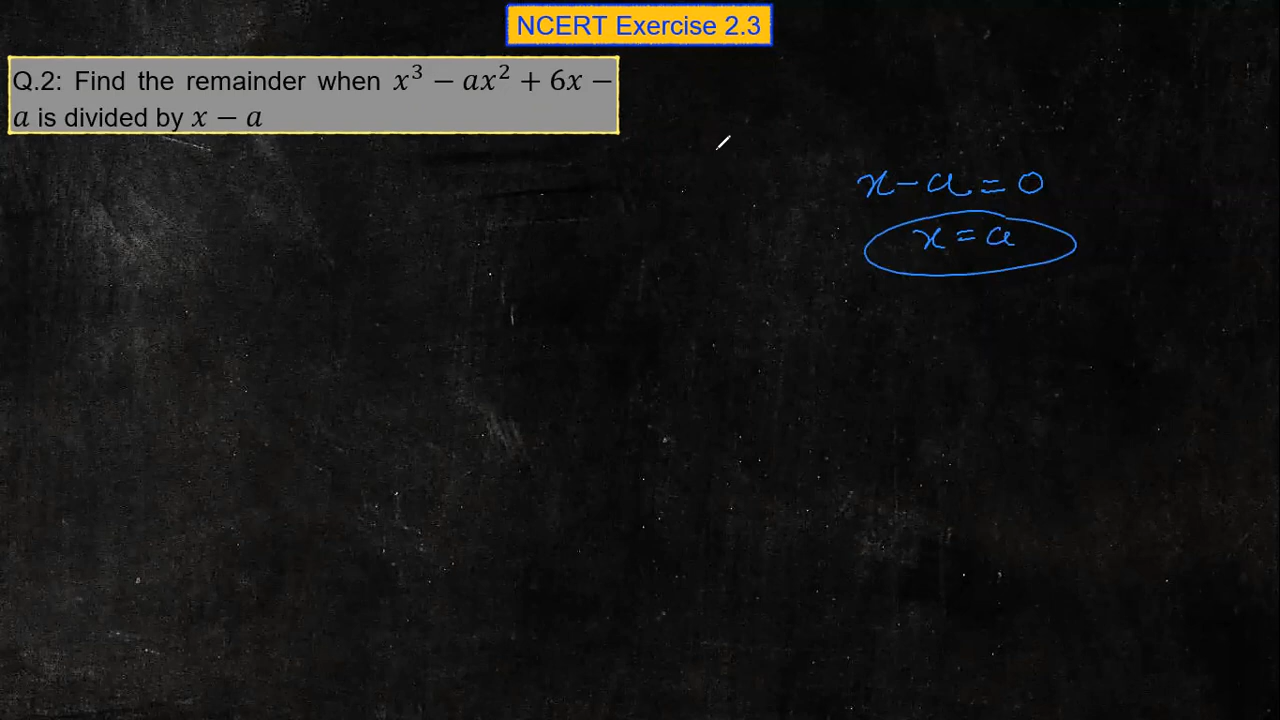 NCERT Exercise 2.3
Q.2: Find the remainder when x³ − ax² + 6x −
a is divided by x − a
x − a = 0
x = a